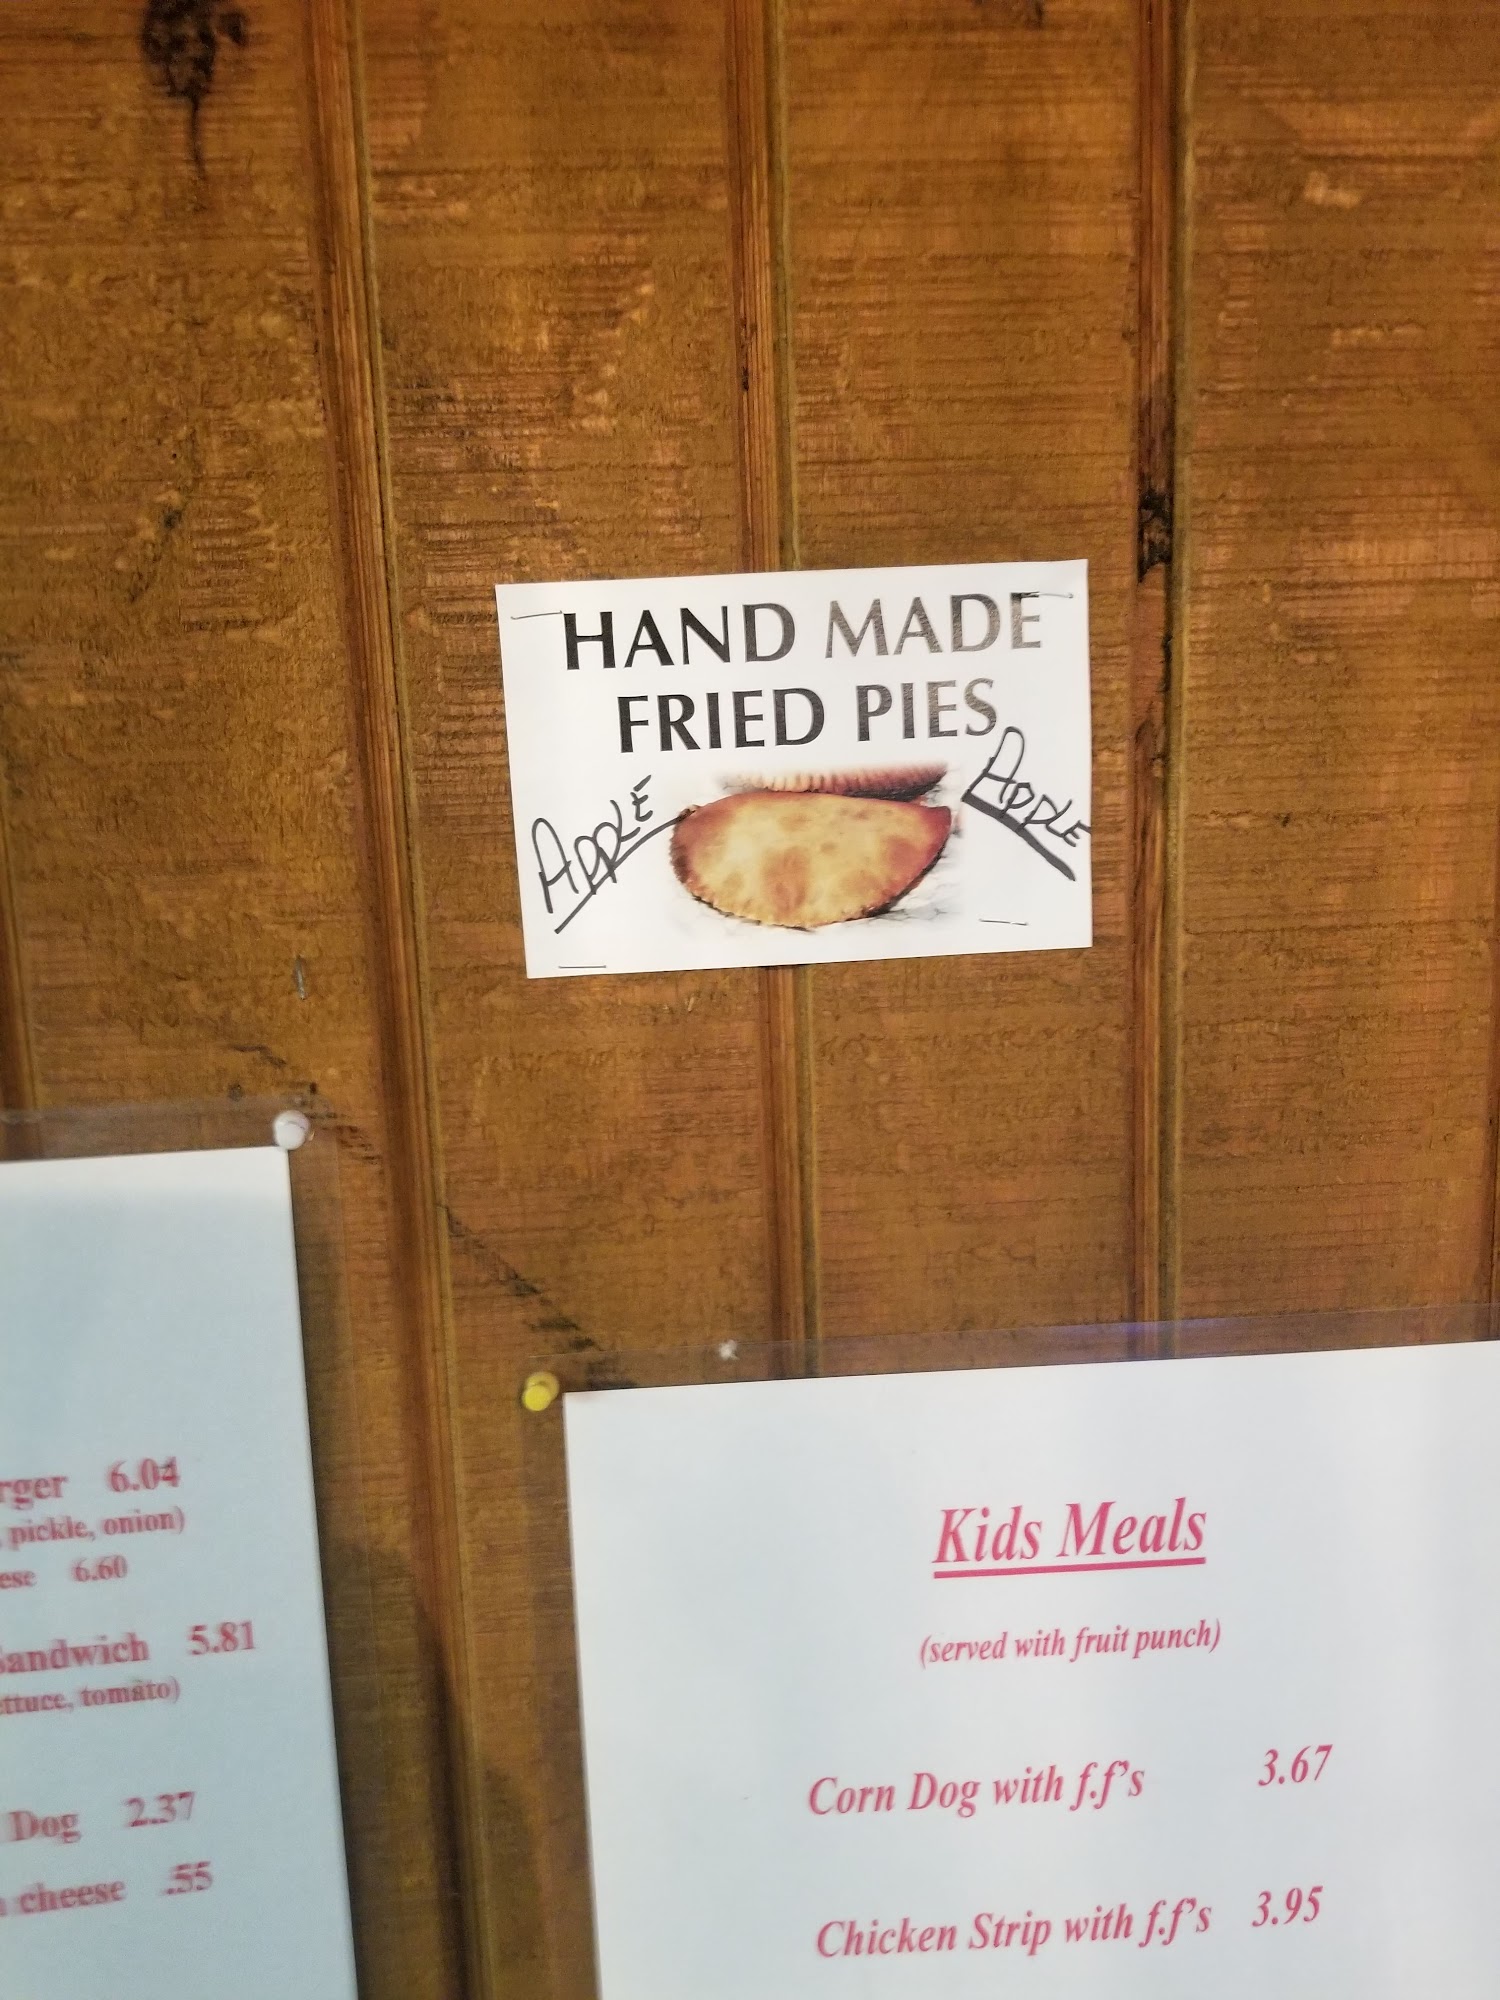 HAND MADE
FRIED PIES
APPLE
APPLE
6.04
pickle, onion)
6.60
5.81
tomato)
Dog 2.37
cheese .55
Kids Meals
(served with fruit punch)
Corn Dog with f.f's 3.67
Chicken Strip with f.f's 3.95